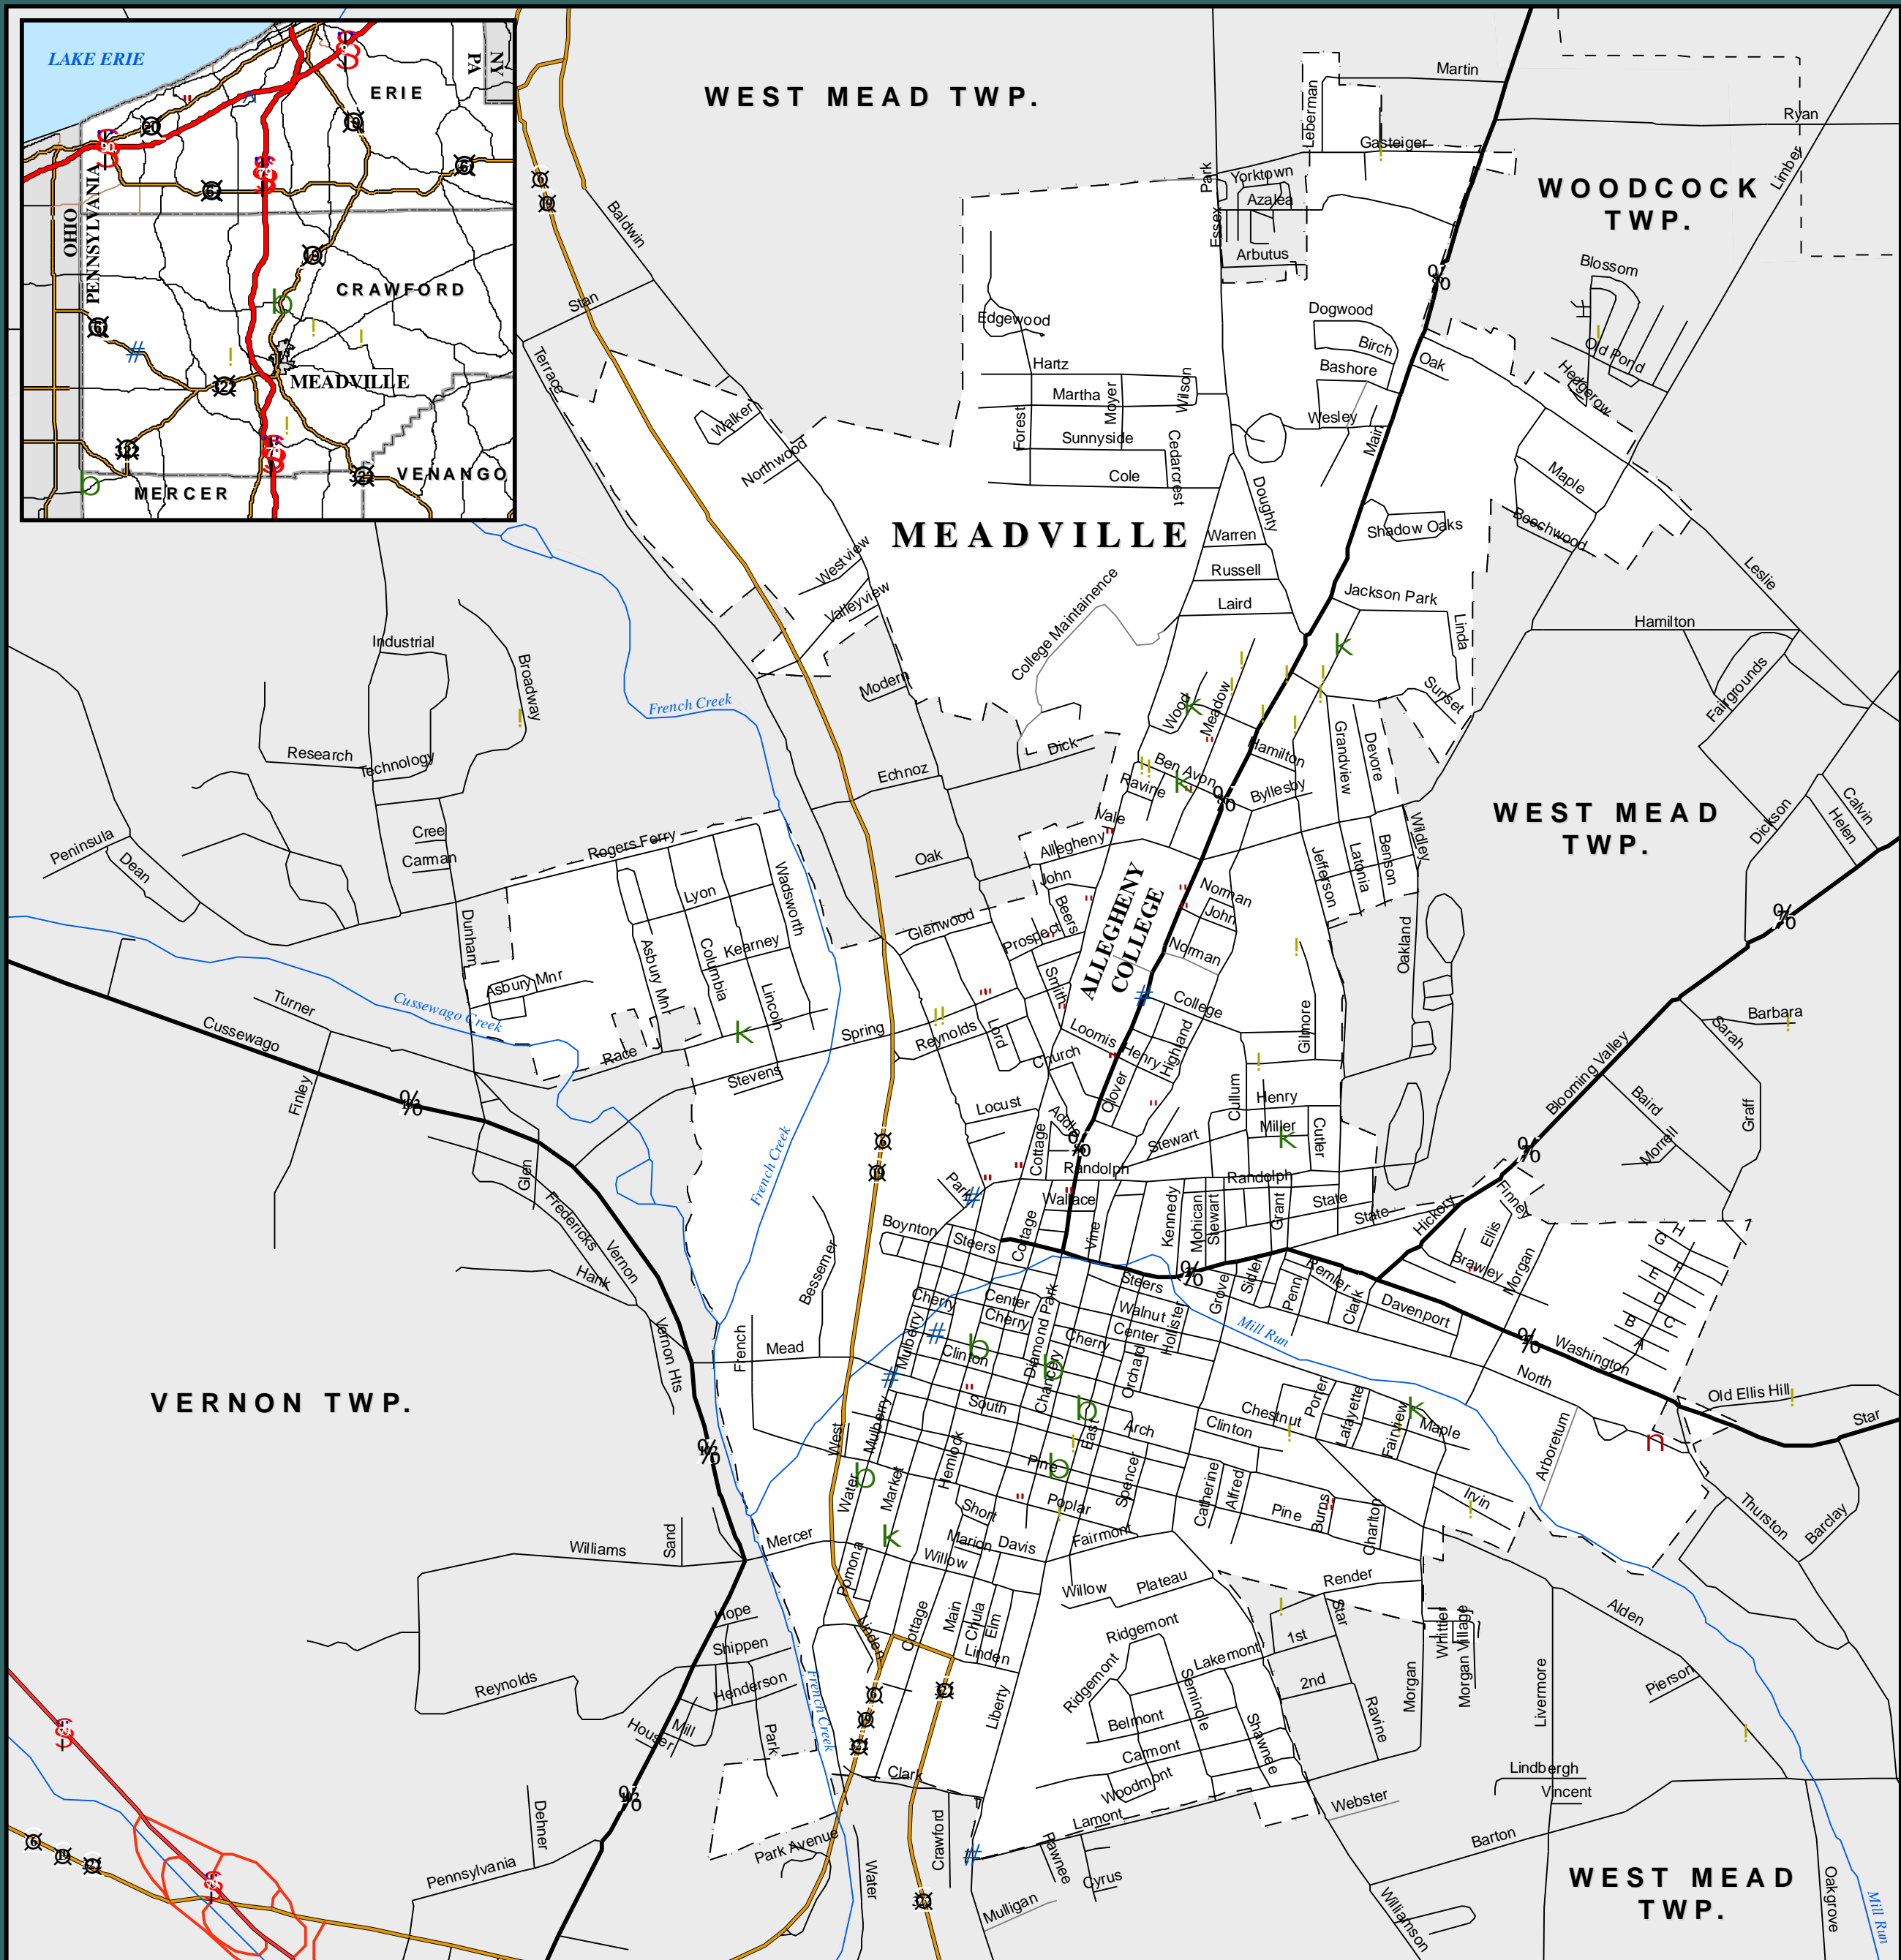 LAKE ERIE
NY
PA
ERIE
OHIO
PENNSYLVANIA
CRAWFORD
MEADVILLE
VENANGO
MERCER
WEST MEAD TWP.
Martin
Ryan
Leberman
Gasteiger
Limber
Park
Yorktown
Azalea
Essex
Arbutus
WOODCOCK
TWP.
Baldwin
Stan
Terrace
Blossom
Old Pond
Hedgerow
Edgewood
Dogwood
Birch
Bashore
Oak
Hartz
Martha
Moyer
Wilson
Forest
Sunnyside
Cedarcrest
Cole
Wesley
Main
Walker
Northwood
Maple
Beechwood
Doughty
MEADVILLE
Warren
Shadow Oaks
Leslie
Westview
Valleyview
Russell
Laird
Jackson Park
Linda
Hamilton
College Maintainence
Industrial
Broadway
French Creek
Modern
Wood
Meadow
Sunset
Fairgrounds
Research
Technology
Dick
Echnoz
Ben Avon
Ravine
Hamilton
Byllesby
Grandview
Devore
WEST MEAD
TWP.
Dickson
Calvin
Helen
Vale
Allegheny
Wildley
Peninsula
Dean
Cree
Carman
Rogers Ferry
Oak
John
Beers
ALLEGHENY
COLLEGE
Norman
John
Norman
Jefferson
Latonia
Benson
Lyon
Wadsworth
Dunham
Asbury Mnr
Asbury Mnr
Columbia
Kearney
Lincoln
Glenwood
Prospect
Smith
Oakland
Turner
Cussewago Creek
Cussewago
Race
Stevens
Spring
Reynolds
Lord
Loomis
Church
Henry
Highland
College
Gilmore
Barbara
Sarah
Blooming Valley
Baird
Morrell
Graff
Finley
Locust
Addle
Clover
Cullum
Henry
Miller
Cutler
Cottage
Stewart
French Creek
Randolph
Randolph
Park
Wallace
Kennedy
Mohican
Stewart
Grant
State
State
Hickory
Finney
Ellis
Brawley
Morgan
Glen
Fredericks
Vernon
Hank
Vernon Hts
Boynton
Steers
Cottage
Vine
Steers
Bessemer
H
G
F
E
D
C
B
A
Grove
Sidler
Penn
Remler
Clark
Davenport
Washington
Cherry
Center
Cherry
Diamond Park
Walnut
Center
Cherry
Hollister
Mill Run
French
Mead
Mulberry
Clinton
Chancery
Orchard
North
VERNON TWP.
South
Arch
Clinton
Chestnut
Porter
Lafayette
Fairview
Maple
Old Ellis Hill
Star
West
Mulberry
East
Arboretum
Water
Market
Hemlock
Pine
Spencer
Catherine
Alfred
Pine
Burns
Charlton
Irvin
Thurston
Barclay
Short
Poplar
Marion
Davis
Fairmont
Williams
Sand
Mercer
Pomona
Willow
Willow
Plateau
Render
Star
Alden
Hope
Shippen
Henderson
Reynolds
Houser
Mill
Park
Linden
Cottage
Main
Chula
Elm
Linden
Ridgemont
Ridgemont
Lakemont
1st
2nd
Whittier
Morgan Village
Morgan
Livermore
Pierson
French Creek
Liberty
Seminole
Shawnee
Ravine
Belmont
Carmont
Woodmont
Clark
Lamont
Webster
Lindbergh
Vincent
Barton
Dehner
Pennsylvania
Park Avenue
Water
Crawford
Pawnee
Cyrus
Mulligan
Williamson
WEST MEAD
TWP.
Oakgrove
Mill Run